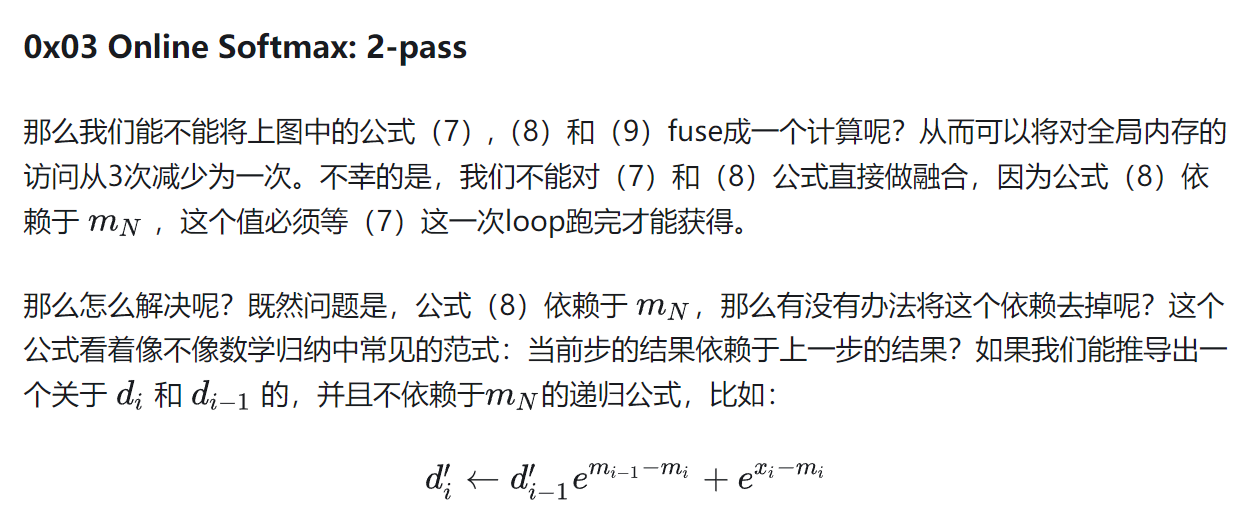 0x03 Online Softmax: 2-pass
那么我们能不能将上图中的公式（7）,（8）和（9）fuse成一个计算呢？从而可以将对全局内存的
访问从3次减少为一次。不幸的是，我们不能对（7）和（8）公式直接做融合，因为公式（8）依
赖于 m_N ，这个值必须等（7）这一次loop跑完才能获得。
那么怎么解决呢？既然问题是，公式（8）依赖于 m_N，那么有没有办法将这个依赖去掉呢？这个
公式看着像不像数学归纳中常见的范式：当前步的结果依赖于上一步的结果？如果我们能推导出一
个关于 d_i 和 d_{i-1} 的，并且不依赖于m_N的递归公式，比如：
d'_i ← d'_{i-1} e^{m_{i-1}-m_i} + e^{x_i-m_i}